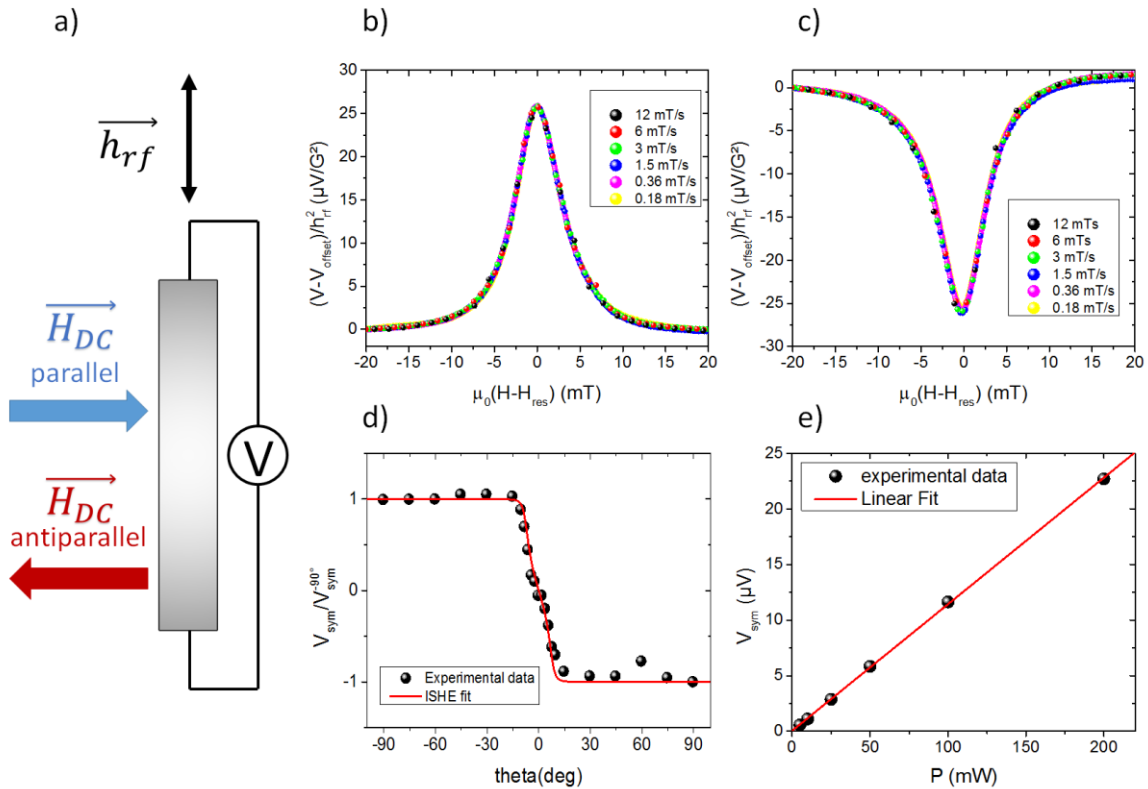 a)
h_rf
H_DC
parallel
V
H_DC
antiparallel
b)
(V-V_offset)/h²_rf (µV/G²)
30
25
20
15
10
5
0
12 mT/s
6 mT/s
3 mT/s
1.5 mT/s
0.36 mT/s
0.18 mT/s
-20 -15 -10 -5 0 5 10 15 20
µ₀(H-H_res) (mT)
c)
(V-V_offset)/h²_rf (µV/G²)
0
-5
-10
-15
-20
-25
-30
12 mTs
6 mTs
3 mT/s
1.5 mT/s
0.36 mT/s
0.18 mT/s
-20 -15 -10 -5 0 5 10 15 20
µ₀(H-H_res) (mT)
d)
V_sym/V_sym^-90°
1
0
-1
Experimental data
ISHE fit
-90 -60 -30 0 30 60 90
theta(deg)
e)
V_sym (µV)
25
20
15
10
5
0
experimental data
Linear Fit
0 50 100 150 200
P (mW)